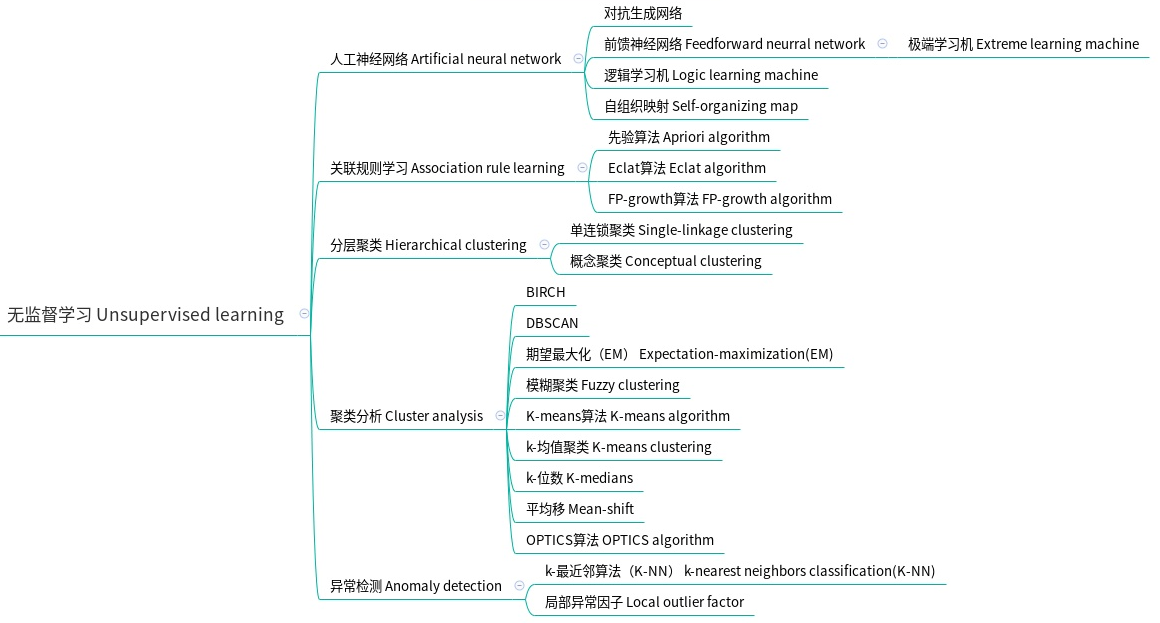 无监督学习 Unsupervised learning
人工神经网络 Artificial neural network
对抗生成网络
前馈神经网络 Feedforward neurral network
极端学习机 Extreme learning machine
逻辑学习机 Logic learning machine
自组织映射 Self-organizing map
关联规则学习 Association rule learning
先验算法 Apriori algorithm
Eclat算法 Eclat algorithm
FP-growth算法 FP-growth algorithm
分层聚类 Hierarchical clustering
单连锁聚类 Single-linkage clustering
概念聚类 Conceptual clustering
聚类分析 Cluster analysis
BIRCH
DBSCAN
期望最大化（EM） Expectation-maximization(EM)
模糊聚类 Fuzzy clustering
K-means算法 K-means algorithm
k-均值聚类 K-means clustering
k-位数 K-medians
平均移 Mean-shift
OPTICS算法 OPTICS algorithm
异常检测 Anomaly detection
k-最近邻算法（K-NN） k-nearest neighbors classification(K-NN)
局部异常因子 Local outlier factor